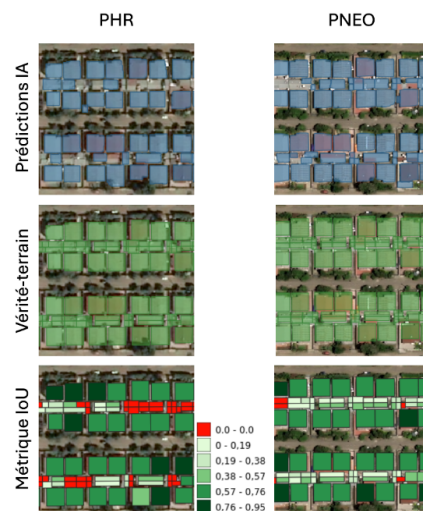 PHR
PNEO
Prédictions IA
Vérité-terrain
Métrique IoU
0.0 - 0.0
0 - 0,19
0,19 - 0,38
0,38 - 0,57
0,57 - 0,76
0,76 - 0,95